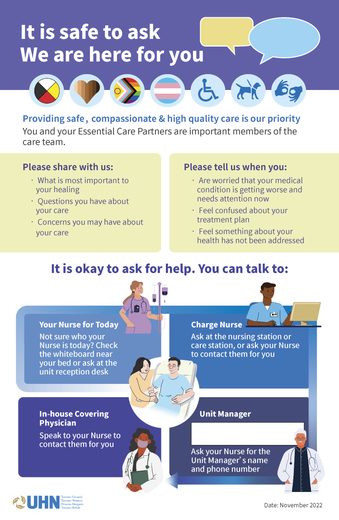 It is safe to ask
We are here for you
Providing safe, compassionate & high quality care is our priority
You and your Essential Care Partners are important members of the
care team.
Please share with us:
· What is most important to
your healing
· Questions you have about
your care
· Concerns you may have about
your care
Please tell us when you:
· Are worried that your medical
condition is getting worse and
needs attention now
· Feel confused about your
treatment plan
· Feel something about your
health has not been addressed
It is okay to ask for help. You can talk to:
Your Nurse for Today
Not sure who your
Nurse is today? Check
the whiteboard near
your bed or ask at the
unit reception desk
Charge Nurse
Ask at the nursing station or
care station, or ask your Nurse
to contact them for you
In-house Covering
Physician
Speak to your Nurse to
contact them for you
Unit Manager
Ask your Nurse for the
Unit Manager's name
and phone number
UHN
Date: November 2022